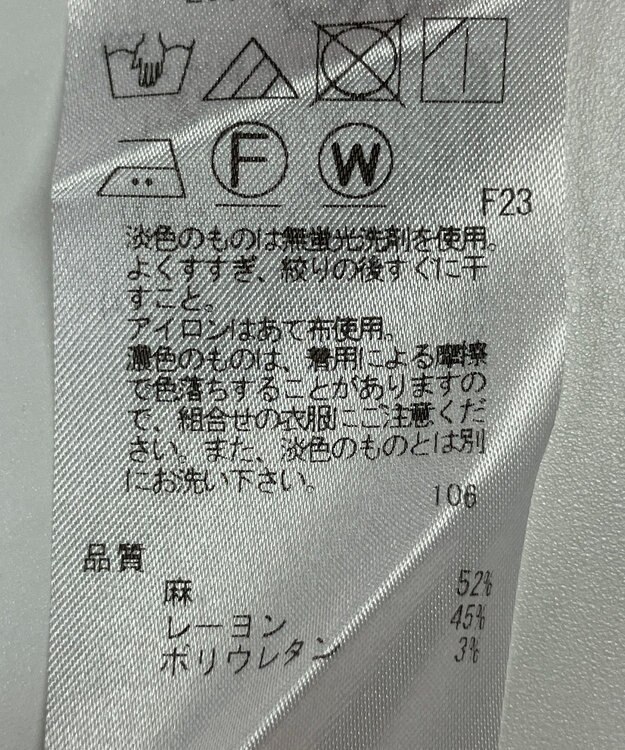 F
W
F23
淡色のものは無蛍光洗剤を使用。
よくすすぎ、絞りの後すぐに干
すこと。
アイロンはあて布使用。
濃色のものは、着用による摩擦
で色落ちすることがありますの
で、組合せの衣服にご注意くだ
さい。また、淡色のものとは別
にお洗い下さい。
106
品質
麻 52%
レーヨン 45%
ポリウレタン 3%